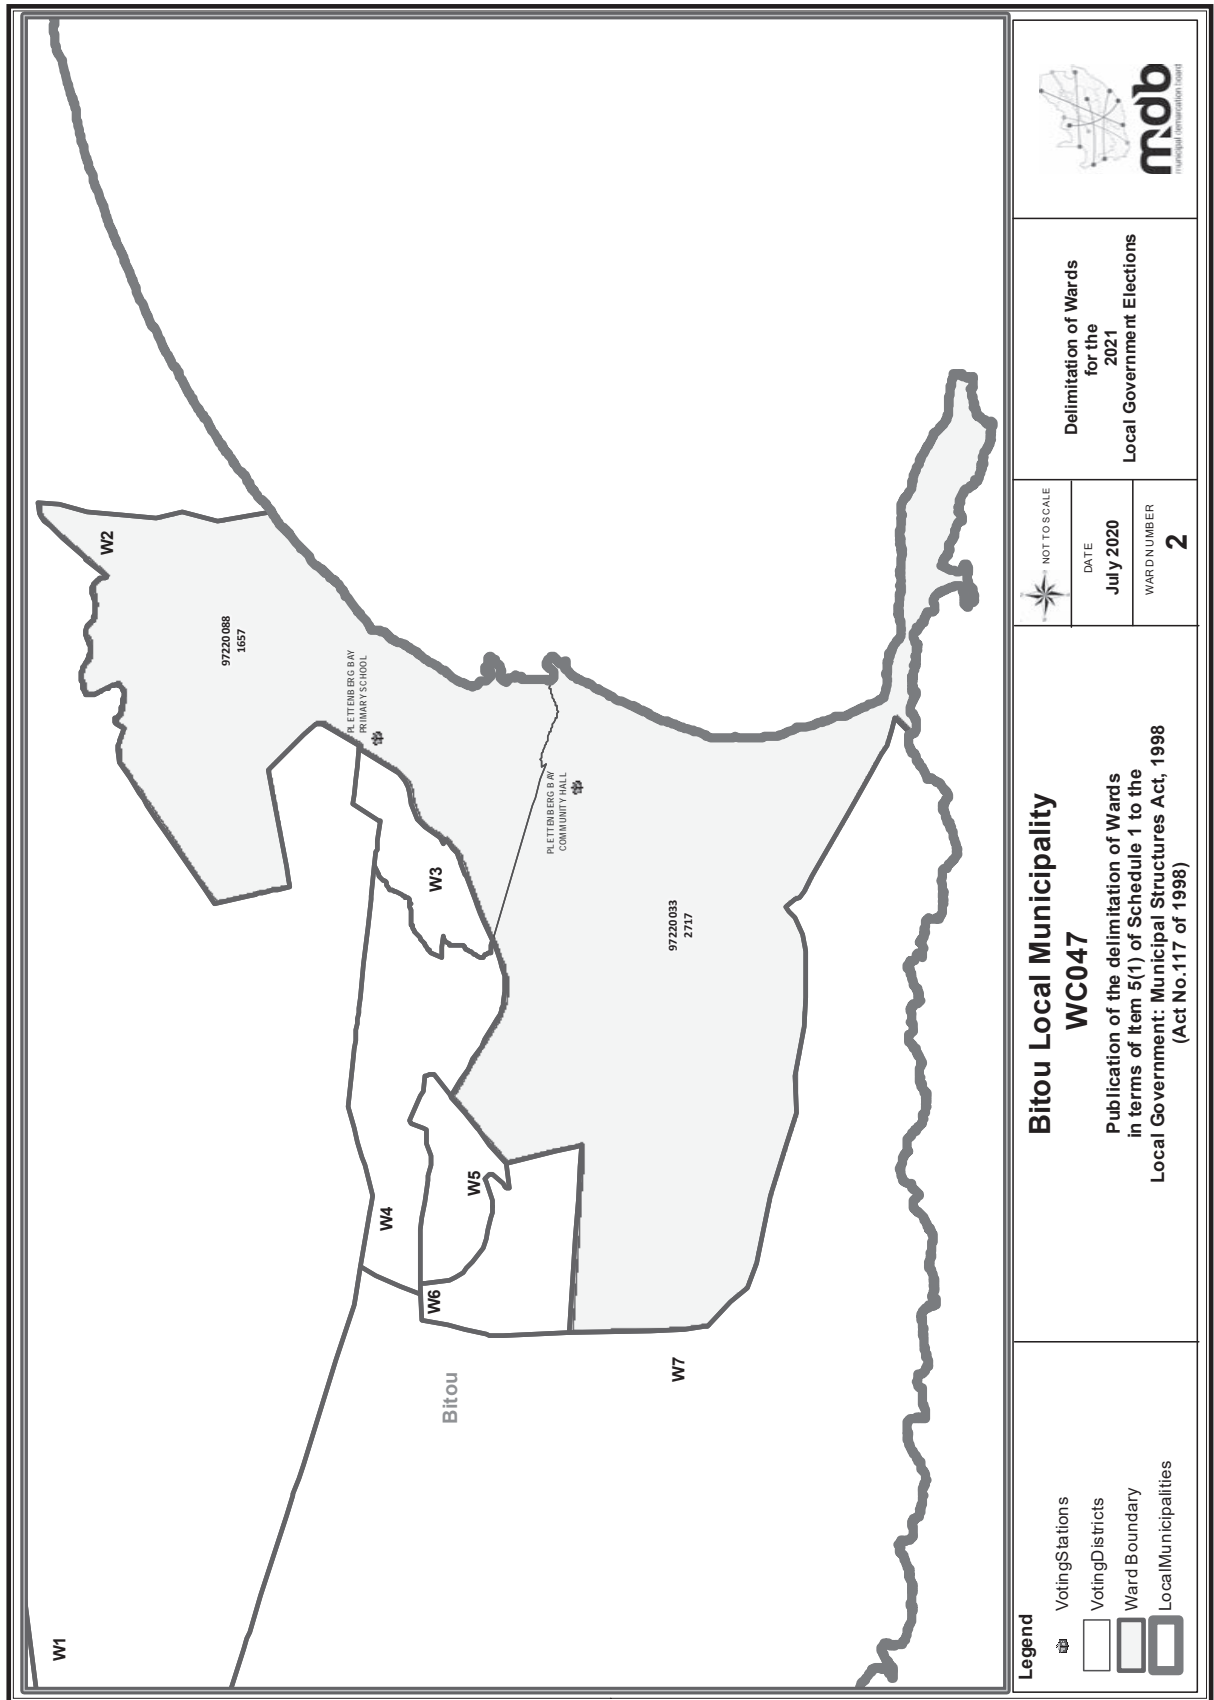 W1
W2
W3
W4
W5
W6
W7
Bitou
97220088
1657
PLETTENBERG BAY
PRIMARY SCHOOL
PLETTENBERG BAY
COMMUNITY HALL
97220033
2717
Legend
VotingStations
VotingDistricts
Ward Boundary
LocalMunicipalities
Bitou Local Municipality
WC047
Publication of the delimitation of Wards
in terms of Item 5(1) of Schedule 1 to the
Local Government: Municipal Structures Act, 1998
(Act No.117 of 1998)
NOT TO SCALE
DATE
July 2020
WARD NUMBER
2
Delimitation of Wards
for the
2021
Local Government Elections
mdb
municipal demarcation board